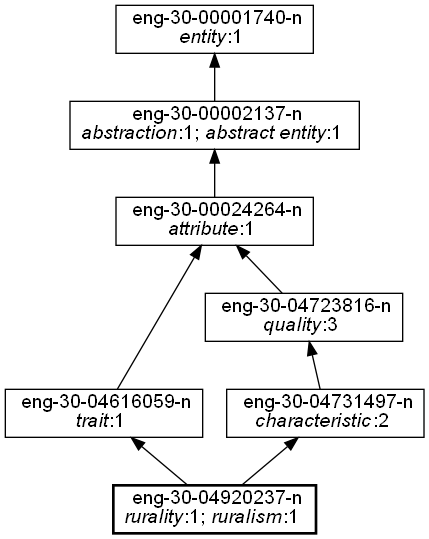 eng-30-00001740-n
entity:1
eng-30-00002137-n
abstraction:1; abstract entity:1
eng-30-00024264-n
attribute:1
eng-30-04723816-n
quality:3
eng-30-04616059-n
trait:1
eng-30-04731497-n
characteristic:2
eng-30-04920237-n
rurality:1; ruralism:1